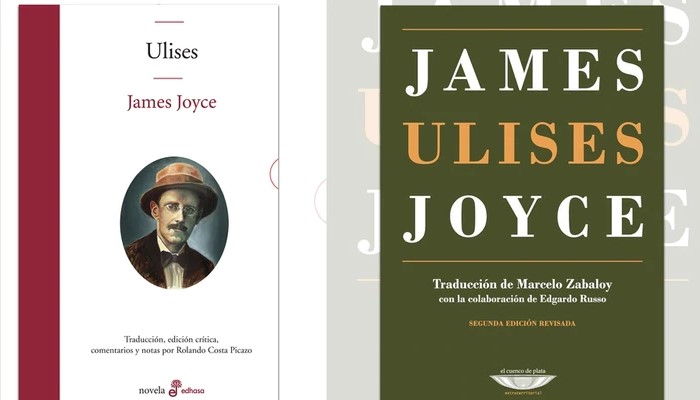 Ulises
James Joyce
Traducción, edición crítica,
comentarios y notas por Rolando Costa Picazo
novela edhasa
JAMES
ULISES
JOYCE
Traducción de Marcelo Zabaloy
con la colaboración de Edgardo Russo
SEGUNDA EDICIÓN REVISADA
el cuenco de plata
extraterritorial